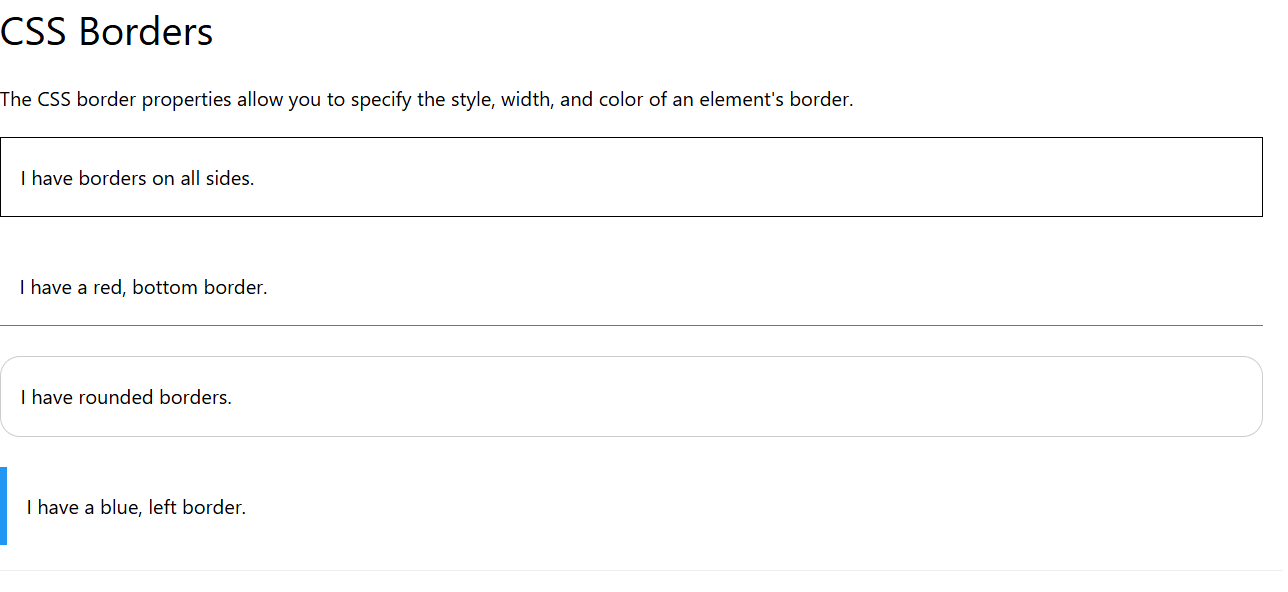 CSS Borders
The CSS border properties allow you to specify the style, width, and color of an element's border.
I have borders on all sides.
I have a red, bottom border.
I have rounded borders.
I have a blue, left border.